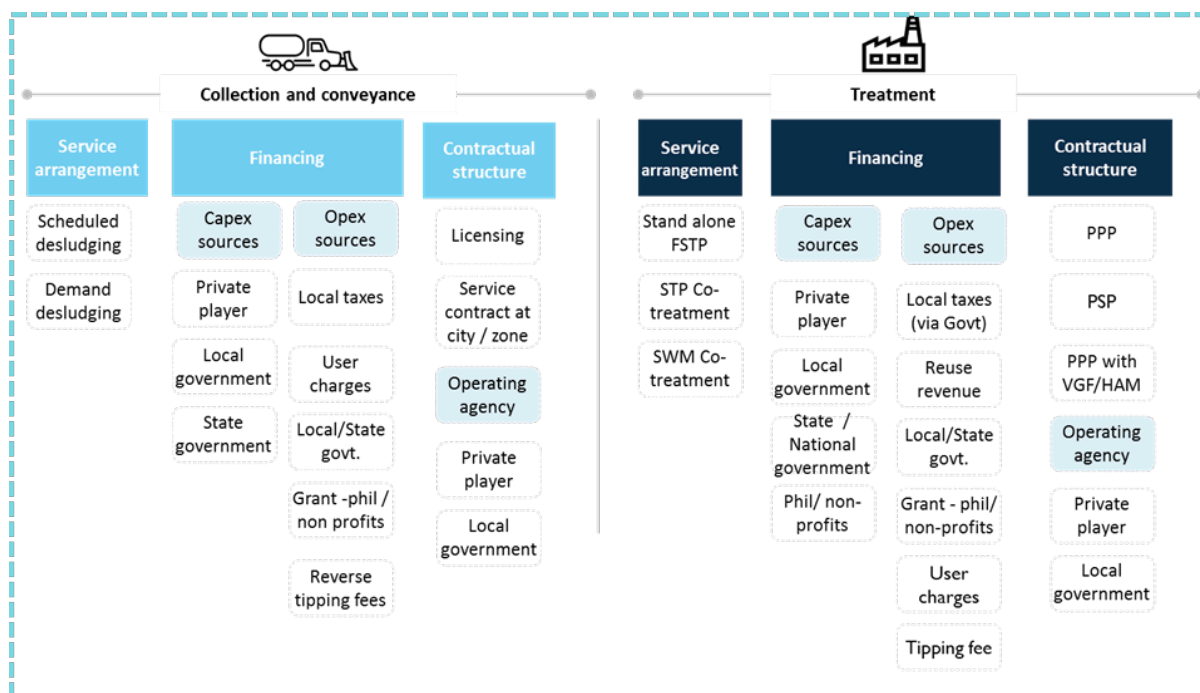 Collection and conveyance
Service
arrangement
Financing
Contractual
structure
Scheduled
desludging
Demand
desludging
Capex
sources
Private
player
Local
government
State
government
Opex
sources
Local taxes
User
charges
Local/State
govt.
Grant -phil /
non profits
Reverse
tipping fees
Licensing
Service
contract at
city / zone
Operating
agency
Private
player
Local
government
Treatment
Service
arrangement
Financing
Contractual
structure
Stand alone
FSTP
STP Co-
treatment
SWM Co-
treatment
Capex
sources
Private
player
Local
government
State /
National
government
Phil/ non-
profits
Opex
sources
Local taxes
(via Govt)
Reuse
revenue
Local/State
govt.
Grant - phil/
non-profits
User
charges
Tipping fee
PPP
PSP
PPP with
VGF/HAM
Operating
agency
Private
player
Local
government